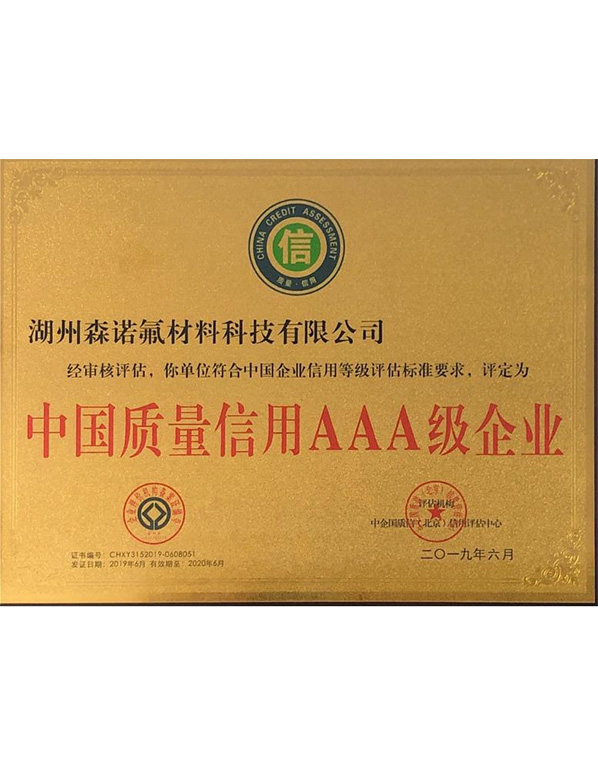 CHINA CREDIT ASSESSMENT
信
质量·信用
湖州森诺氟材料科技有限公司
经审核评估，你单位符合中国企业信用等级评估标准要求，评定为
中国质量信用AAA级企业
评估机构
中企国质信（北京）信用评估中心
证书编号：CHXY3152019-0608051
发证日期：2019年6月 有效期至：2020年6月
二〇一九年六月